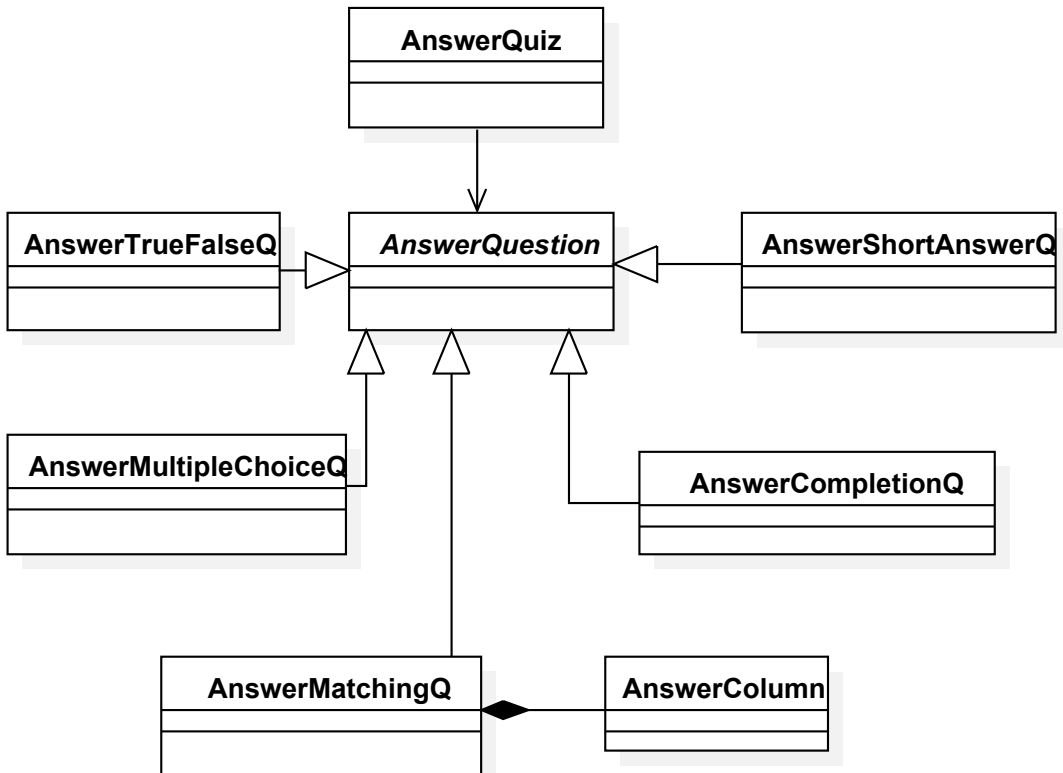 AnswerQuiz
AnswerTrueFalseQ
AnswerQuestion
AnswerShortAnswerQ
AnswerMultipleChoiceQ
AnswerCompletionQ
AnswerMatchingQ
AnswerColumn